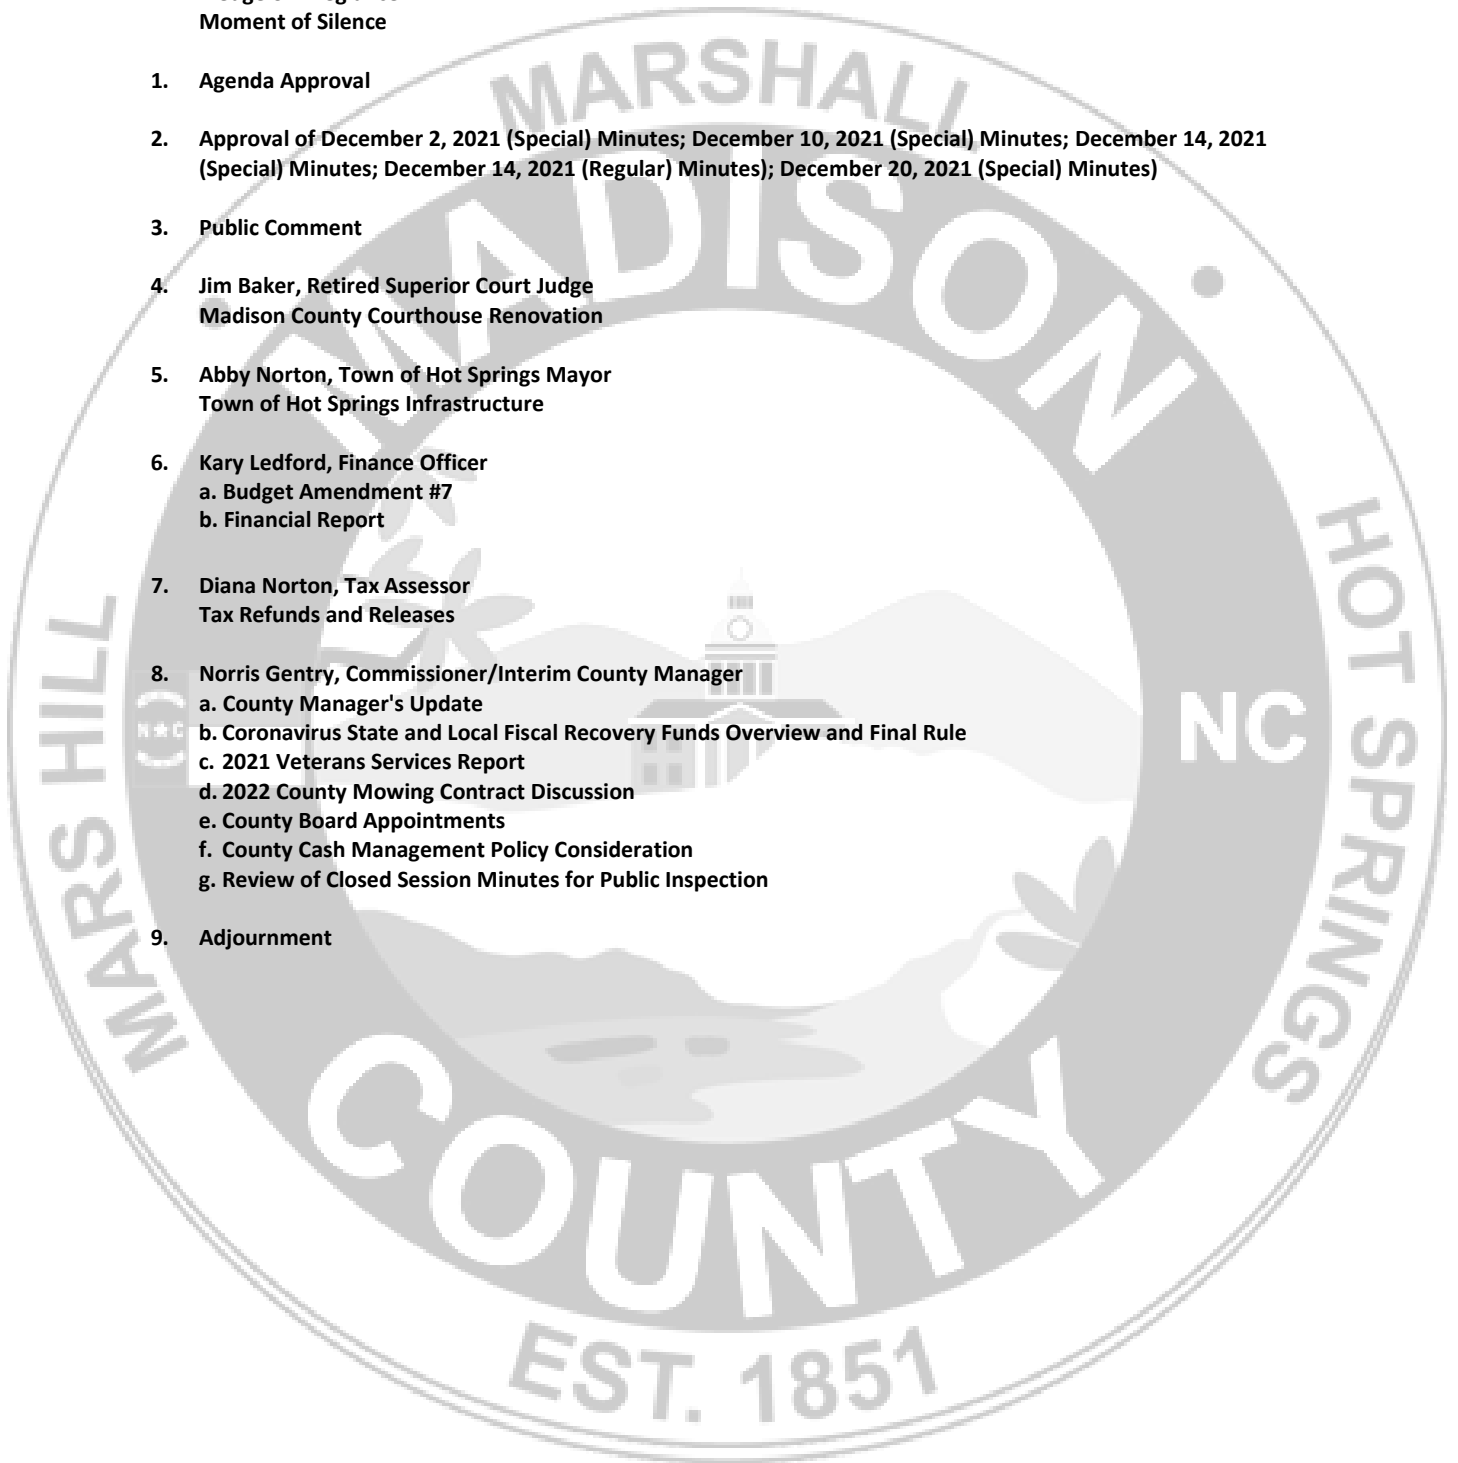 Moment of Silence
1. Agenda Approval
2. Approval of December 2, 2021 (Special) Minutes; December 10, 2021 (Special) Minutes; December 14, 2021
(Special) Minutes; December 14, 2021 (Regular) Minutes); December 20, 2021 (Special) Minutes)
3. Public Comment
4. Jim Baker, Retired Superior Court Judge
Madison County Courthouse Renovation
5. Abby Norton, Town of Hot Springs Mayor
Town of Hot Springs Infrastructure
6. Kary Ledford, Finance Officer
a. Budget Amendment #7
b. Financial Report
7. Diana Norton, Tax Assessor
Tax Refunds and Releases
8. Norris Gentry, Commissioner/Interim County Manager
a. County Manager's Update
b. Coronavirus State and Local Fiscal Recovery Funds Overview and Final Rule
c. 2021 Veterans Services Report
d. 2022 County Mowing Contract Discussion
e. County Board Appointments
f. County Cash Management Policy Consideration
g. Review of Closed Session Minutes for Public Inspection
9. Adjournment
MARSHALL
MADISON
HOT SPRINGS
MARS HILL
N★C
NC
COUNTY
EST. 1851